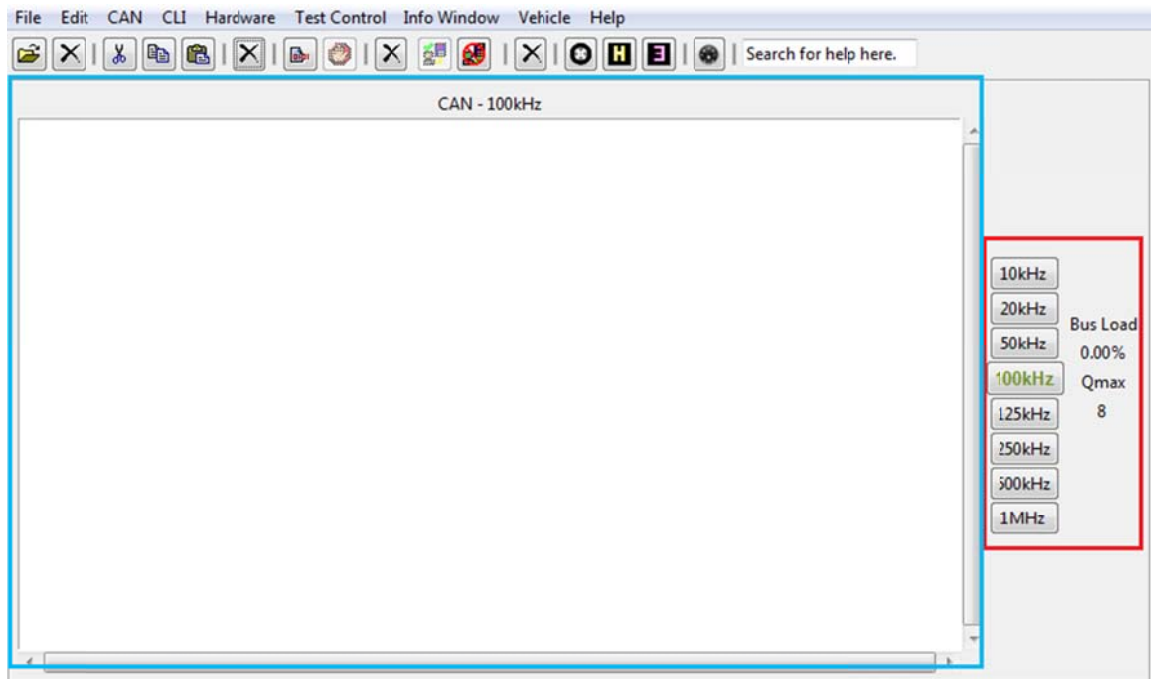 File Edit CAN CLI Hardware Test Control Info Window Vehicle Help
H E Search for help here.
CAN - 100kHz
10kHz
20kHz
50kHz
100kHz
125kHz
250kHz
500kHz
1MHz
Bus Load
0.00%
Qmax
8